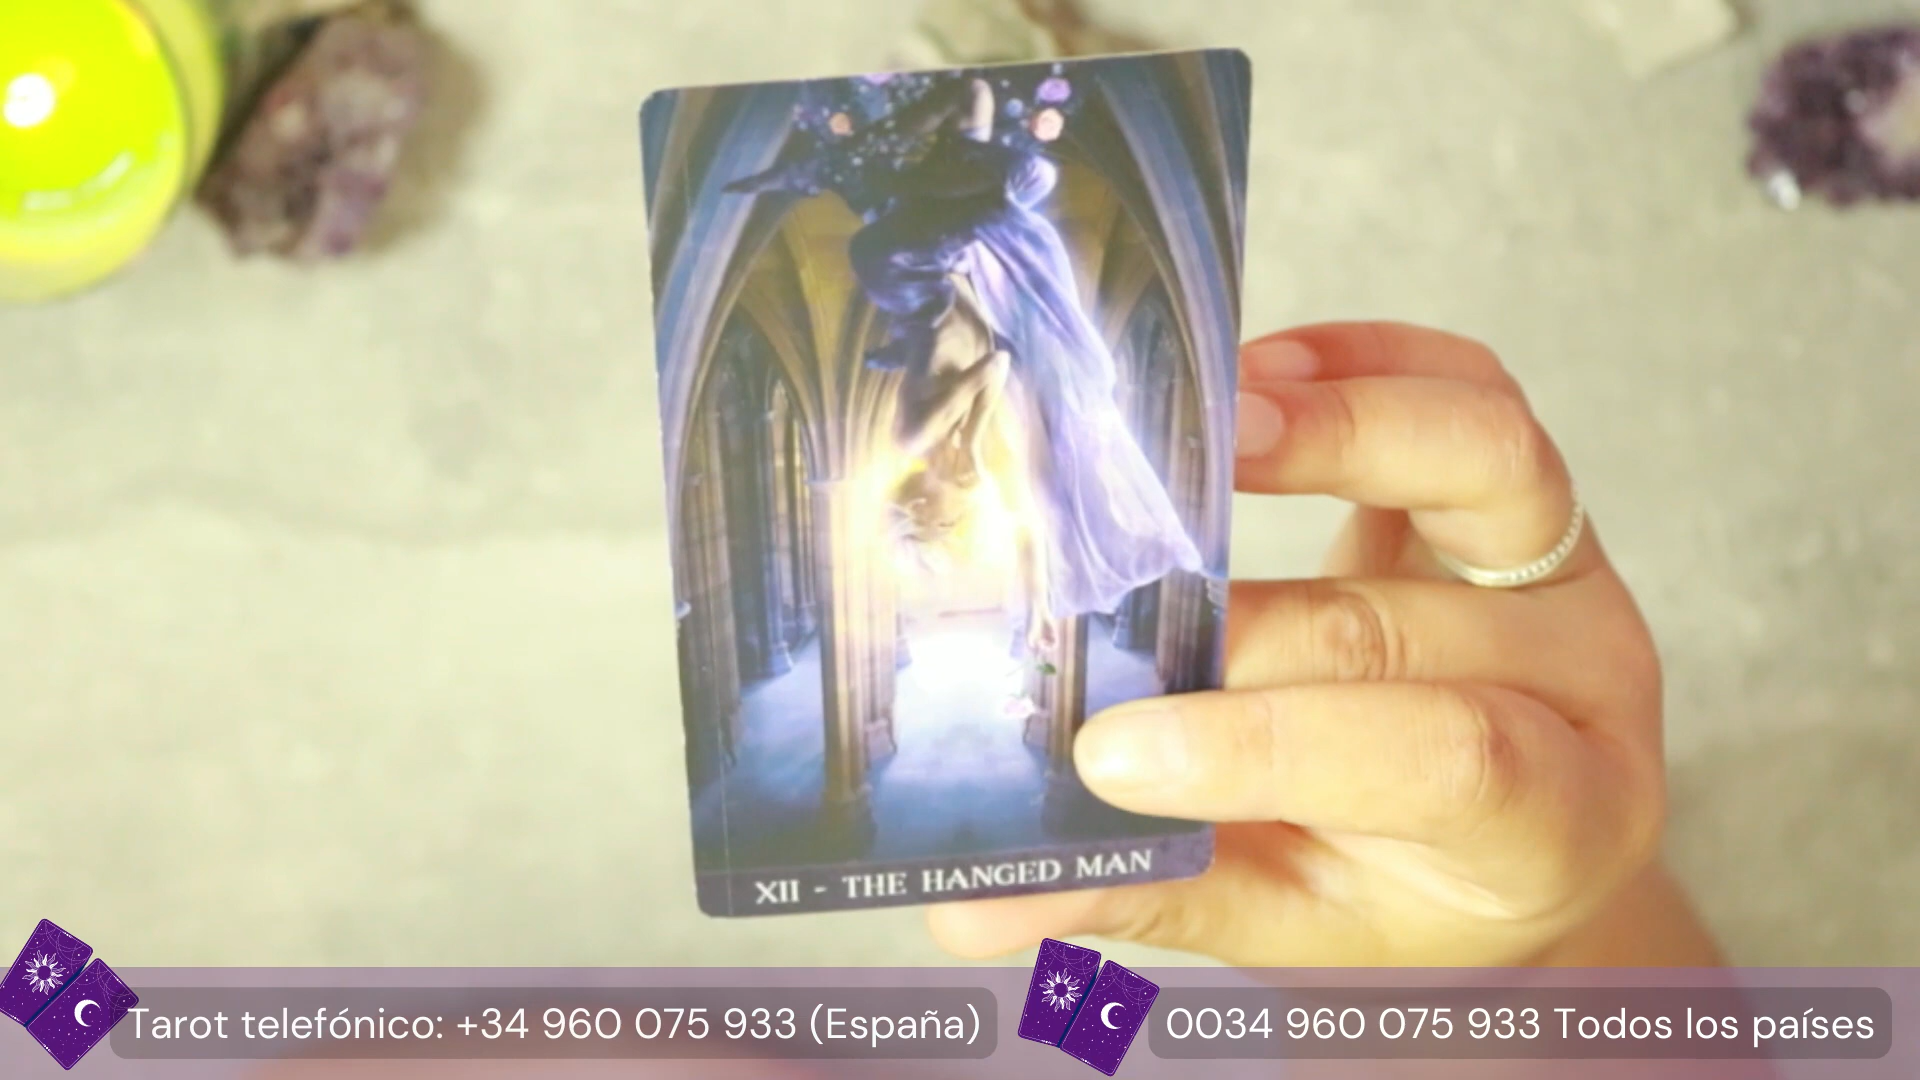 XII - THE HANGED MAN
Tarot telefónico: +34 960 075 933 (España)
0034 960 075 933 Todos los países